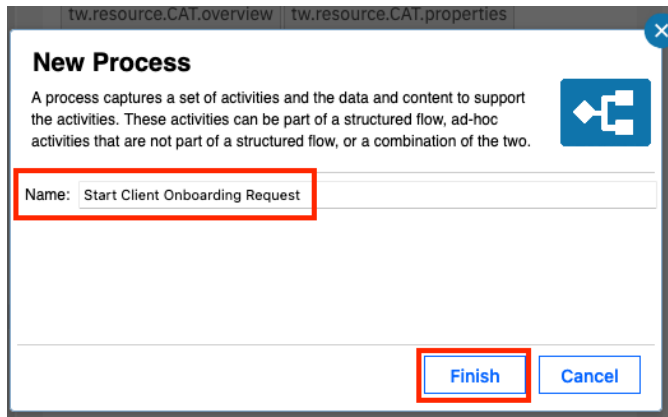 tw.resource.CAT.overview tw.resource.CAT.properties
New Process
A process captures a set of activities and the data and content to support
the activities. These activities can be part of a structured flow, ad-hoc
activities that are not part of a structured flow, or a combination of the two.
Name: Start Client Onboarding Request
Finish Cancel